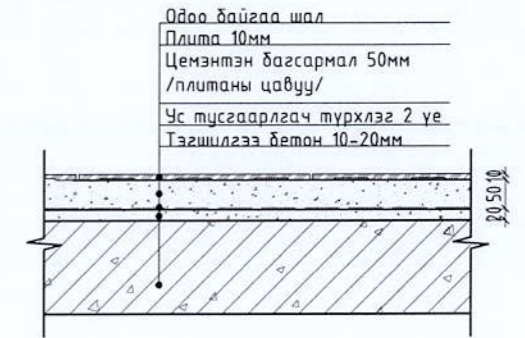 Одоо байгаа шал
Плита 10мм
Цемэнтэн багсармал 50мм
/плитаны цавуу/
Ус тусгаарлагч түрхлэг 2 үе
Тэгшилгээ бетон 10-20мм
20 50 10